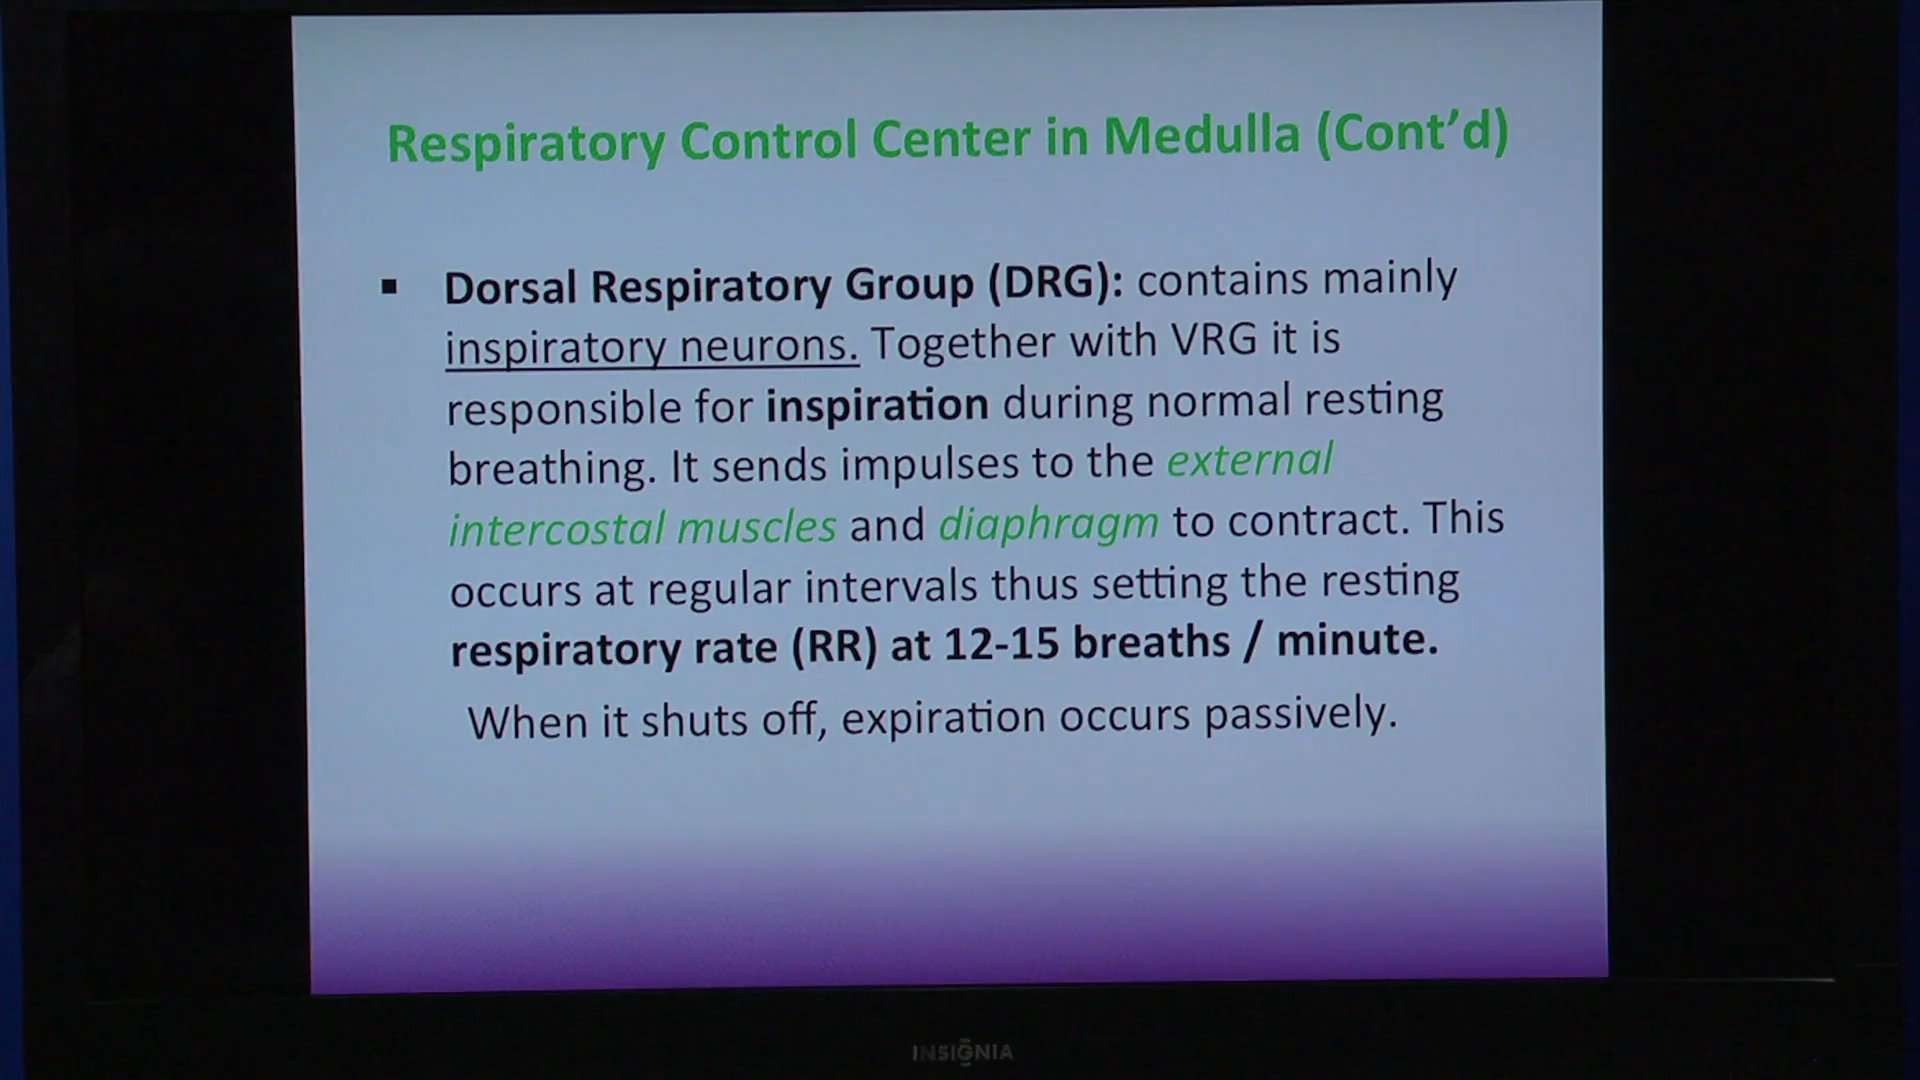 Respiratory Control Center in Medulla (Cont'd)
▪ Dorsal Respiratory Group (DRG): contains mainly
inspiratory neurons. Together with VRG it is
responsible for inspiration during normal resting
breathing. It sends impulses to the external
intercostal muscles and diaphragm to contract. This
occurs at regular intervals thus setting the resting
respiratory rate (RR) at 12-15 breaths / minute.
When it shuts off, expiration occurs passively.
INSIGNIA